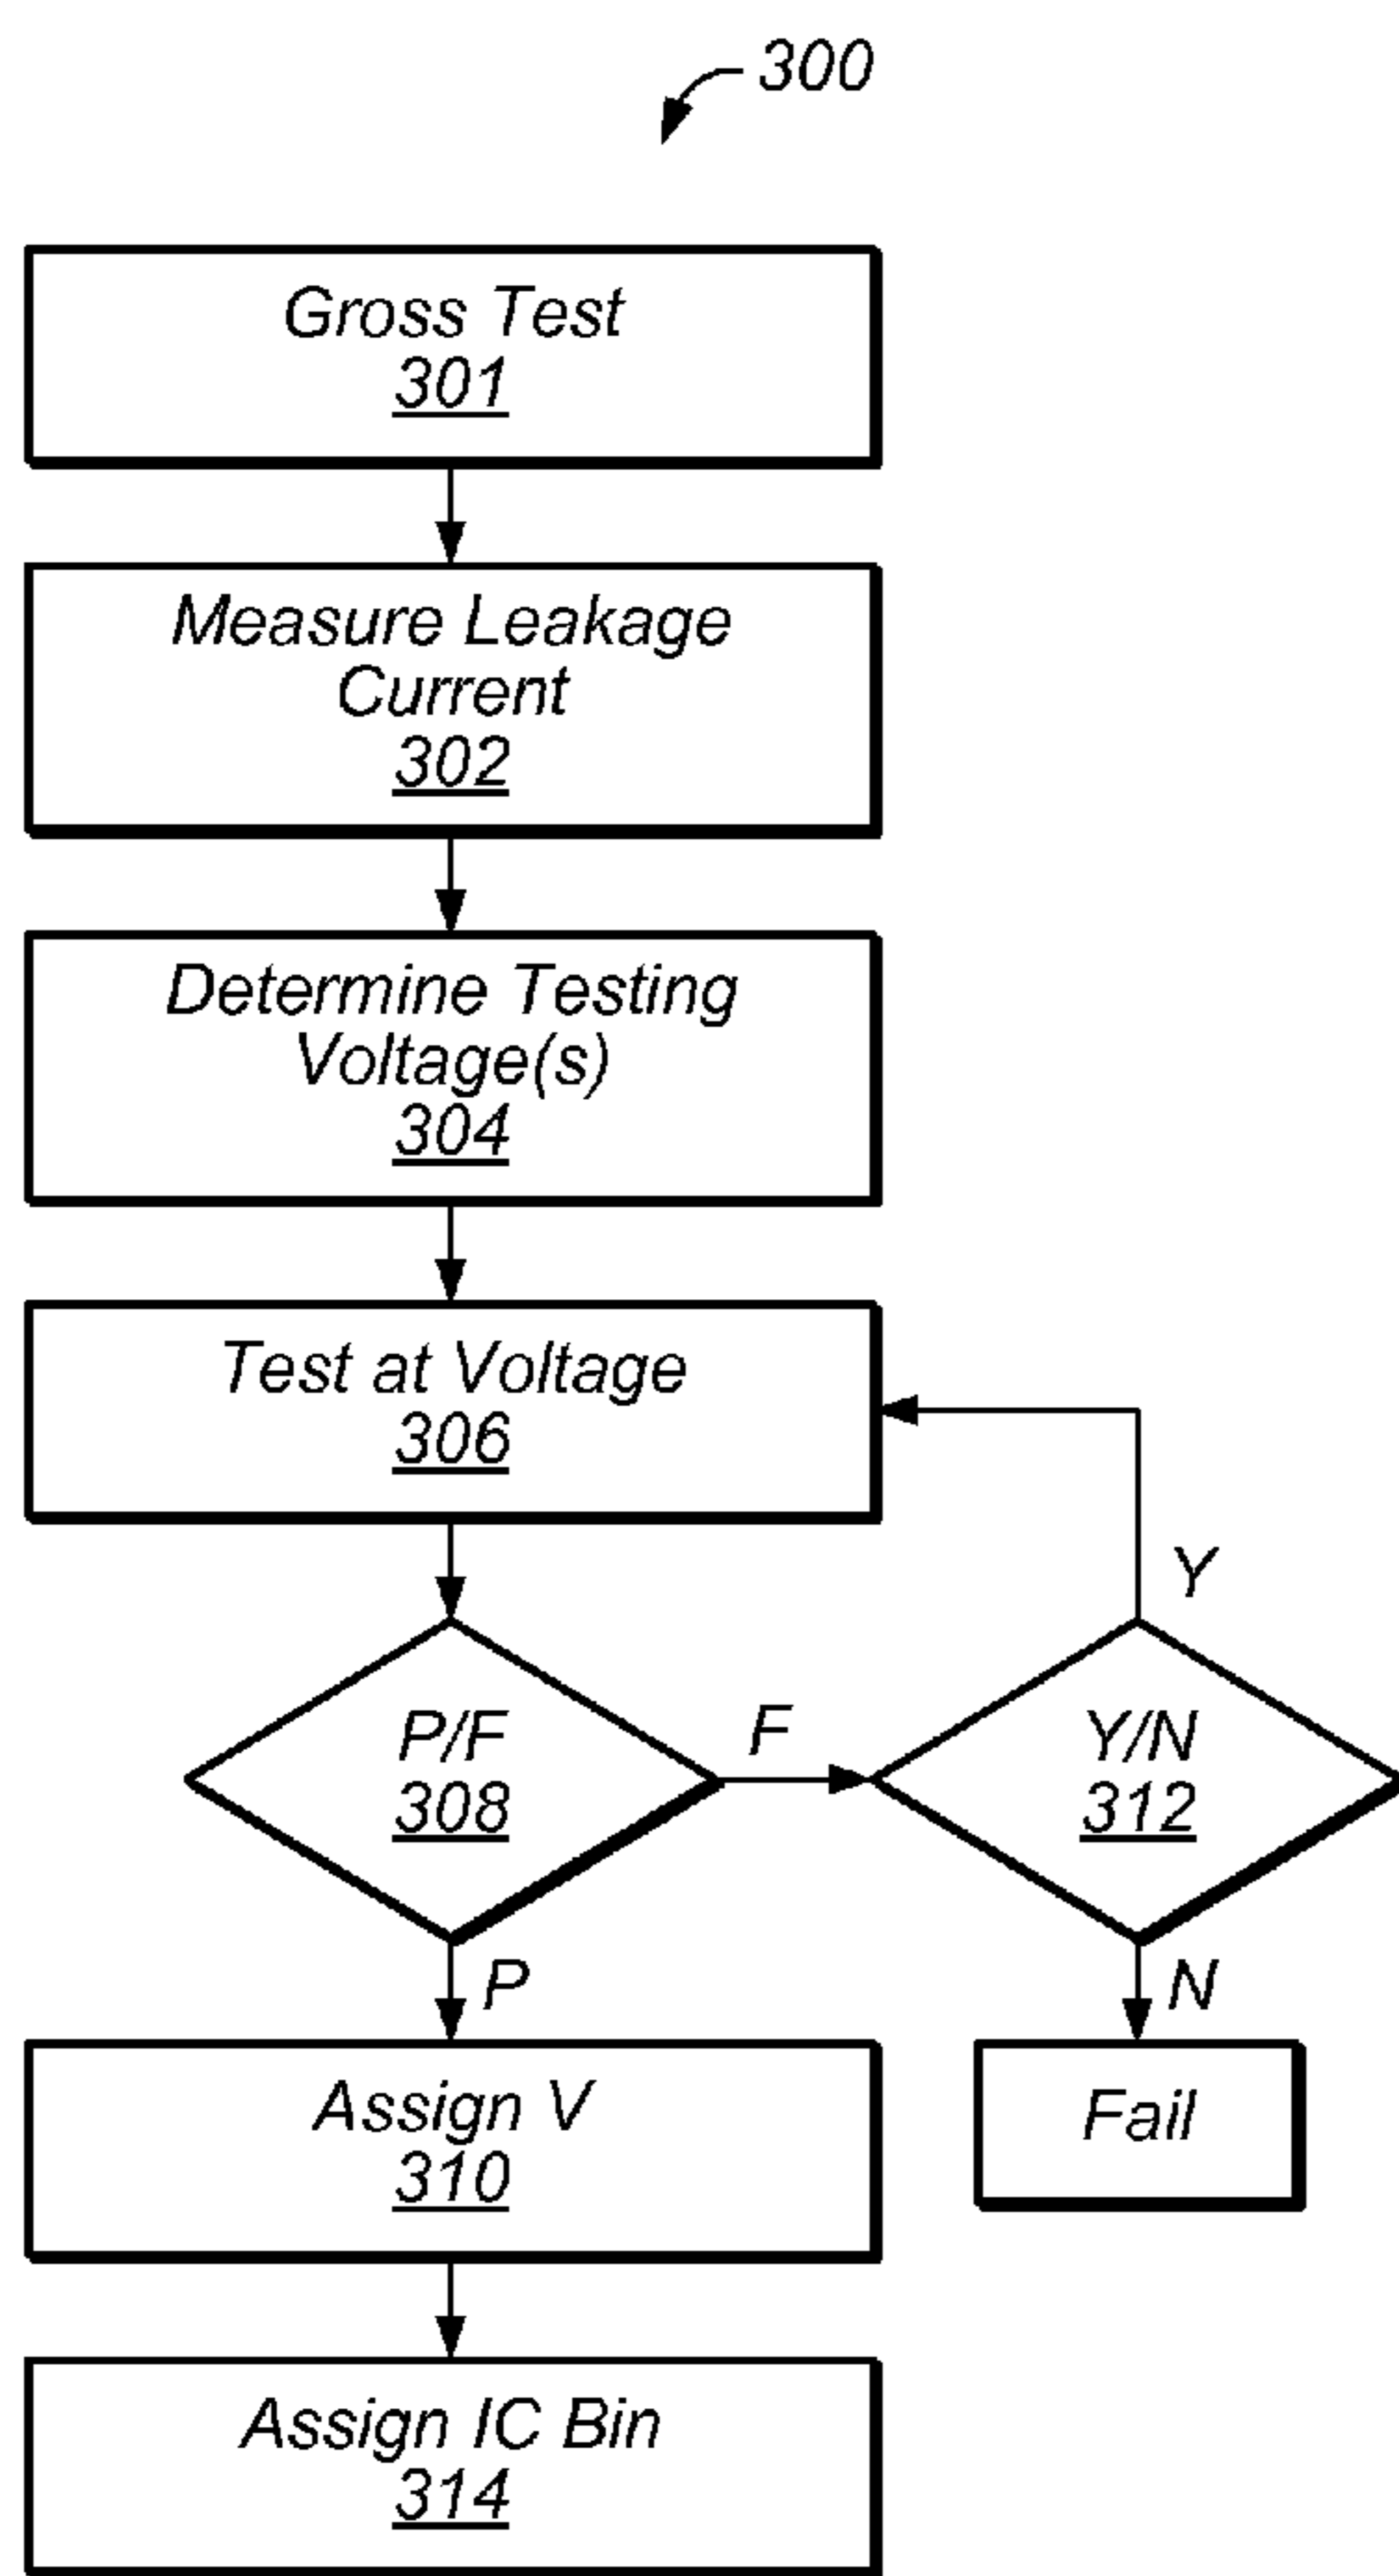 300
Gross Test
301
Measure Leakage
Current
302
Determine Testing
Voltage(s)
304
Test at Voltage
306
Y
P/F
308
F
Y/N
312
P
N
Assign V
310
Fail
Assign IC Bin
314